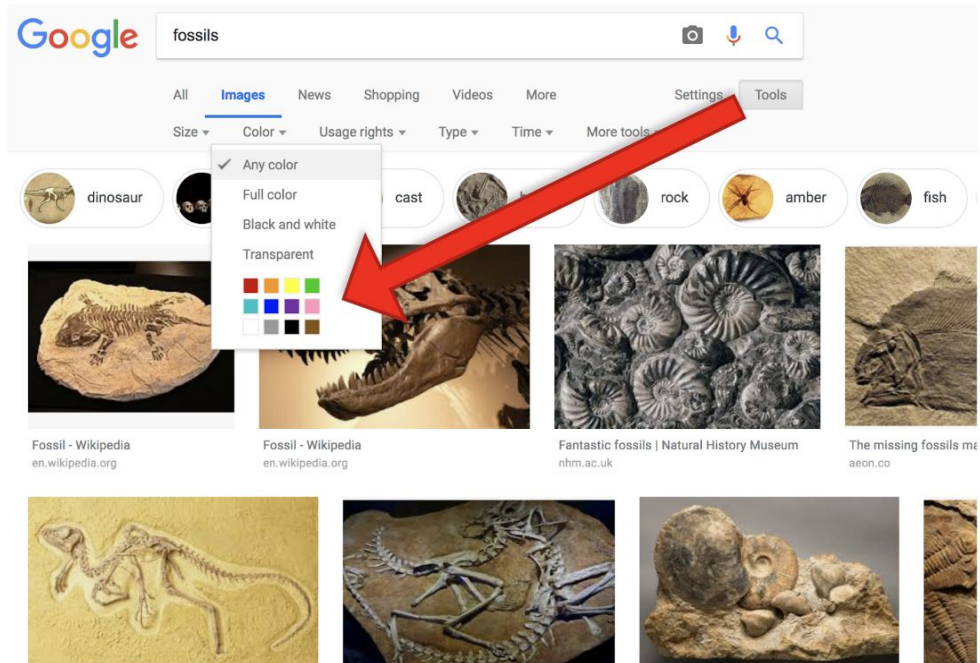 Google fossils
All Images News Shopping Videos More Settings Tools
Size Color Usage rights Type Time More tools
Any color
Full color
Black and white
Transparent
dinosaur cast rock amber fish
Fossil - Wikipedia
en.wikipedia.org
Fossil - Wikipedia
en.wikipedia.org
Fantastic fossils | Natural History Museum
nhm.ac.uk
The missing fossils
aeon.co